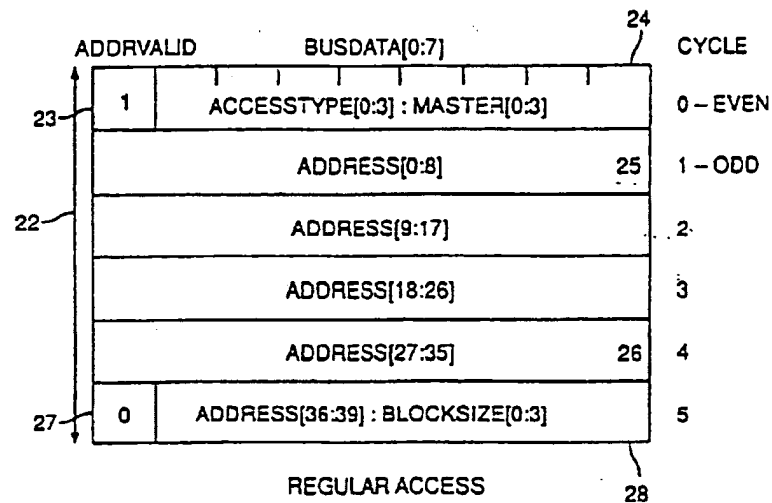 24
ADDRVALID BUSDATA[0:7] CYCLE
23 1 ACCESSTYPE[0:3] : MASTER[0:3] 0 – EVEN
ADDRESS[0:8] 25 1 – ODD
22 ADDRESS[9:17] 2
ADDRESS[18:26] 3
ADDRESS[27:35] 26 4
27 0 ADDRESS[36:39] : BLOCKSIZE[0:3] 5
REGULAR ACCESS 28